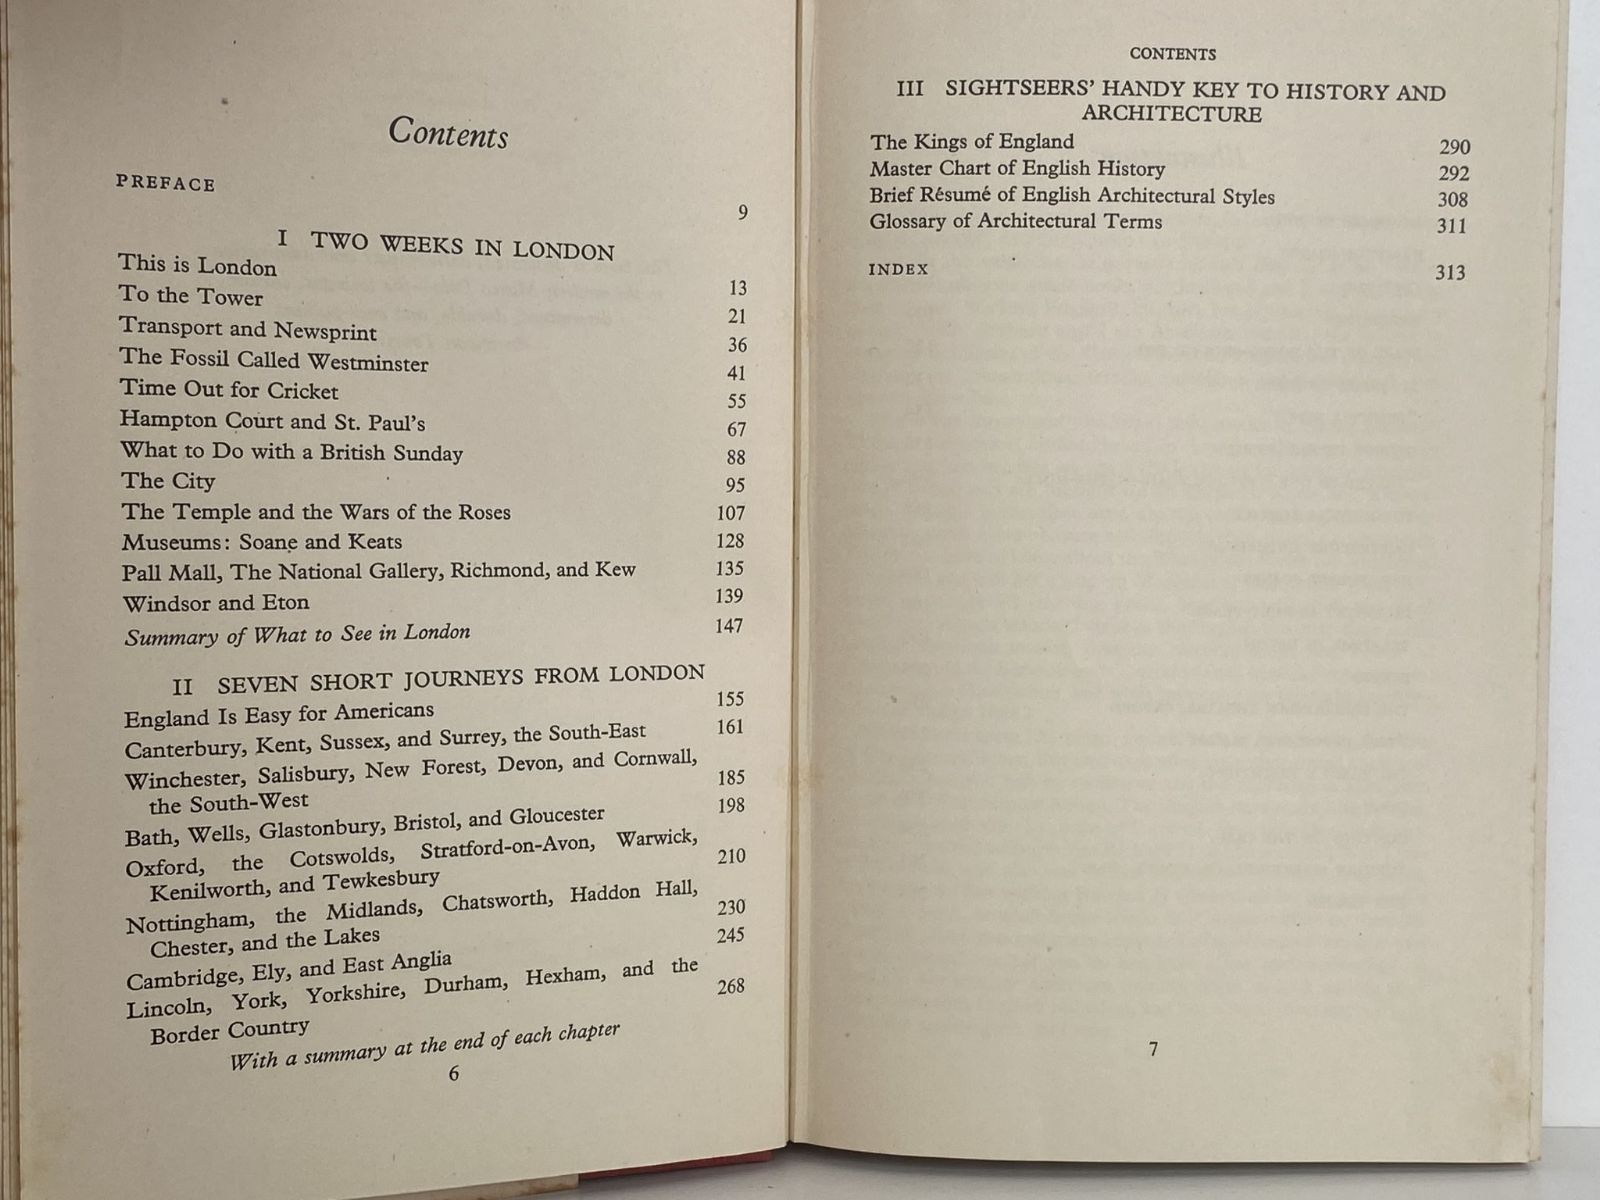 Contents
PREFACE 9
I TWO WEEKS IN LONDON
This is London 13
To the Tower 21
Transport and Newsprint 36
The Fossil Called Westminster 41
Time Out for Cricket 55
Hampton Court and St. Paul's 67
What to Do with a British Sunday 88
The City 95
The Temple and the Wars of the Roses 107
Museums: Soane and Keats 128
Pall Mall, The National Gallery, Richmond, and Kew 135
Windsor and Eton 139
Summary of What to See in London 147
II SEVEN SHORT JOURNEYS FROM LONDON
England Is Easy for Americans 155
Canterbury, Kent, Sussex, and Surrey, the South-East 161
Winchester, Salisbury, New Forest, Devon, and Cornwall,
the South-West 185
Bath, Wells, Glastonbury, Bristol, and Gloucester 198
Oxford, the Cotswolds, Stratford-on-Avon, Warwick,
Kenilworth, and Tewkesbury 210
Nottingham, the Midlands, Chatsworth, Haddon Hall,
Chester, and the Lakes 230
Cambridge, Ely, and East Anglia 245
Lincoln, York, Yorkshire, Durham, Hexham, and the
Border Country 268
With a summary at the end of each chapter
6
CONTENTS
III SIGHTSEERS' HANDY KEY TO HISTORY AND
ARCHITECTURE
The Kings of England 290
Master Chart of English History 292
Brief Résumé of English Architectural Styles 308
Glossary of Architectural Terms 311
INDEX 313
7